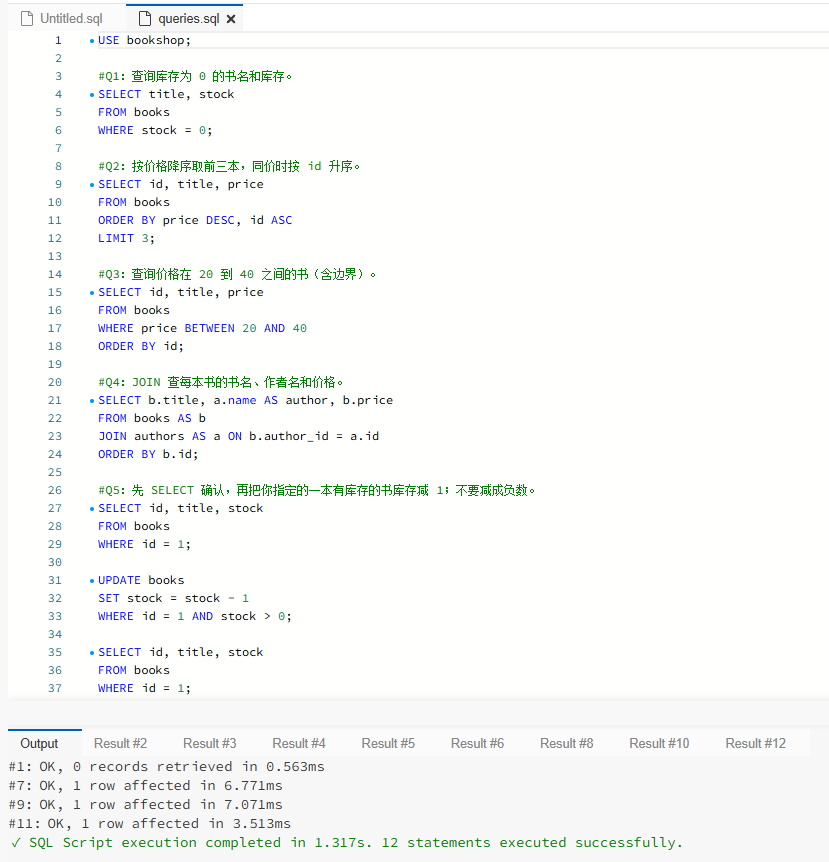 Untitled.sql queries.sql
1 USE bookshop;
2
3 #Q1: 查询库存为 0 的书名和库存。
4 SELECT title, stock
5 FROM books
6 WHERE stock = 0;
7
8 #Q2: 按价格降序取前三本，同价时按 id 升序。
9 SELECT id, title, price
10 FROM books
11 ORDER BY price DESC, id ASC
12 LIMIT 3;
13
14 #Q3: 查询价格在 20 到 40 之间的书（含边界）。
15 SELECT id, title, price
16 FROM books
17 WHERE price BETWEEN 20 AND 40
18 ORDER BY id;
19
20 #Q4: JOIN 查每本书的书名、作者名和价格。
21 SELECT b.title, a.name AS author, b.price
22 FROM books AS b
23 JOIN authors AS a ON b.author_id = a.id
24 ORDER BY b.id;
25
26 #Q5: 先 SELECT 确认，再把你指定的一本有库存的书库存减 1；不要减成负数。
27 SELECT id, title, stock
28 FROM books
29 WHERE id = 1;
30
31 UPDATE books
32 SET stock = stock - 1
33 WHERE id = 1 AND stock > 0;
34
35 SELECT id, title, stock
36 FROM books
37 WHERE id = 1;
Output Result #2 Result #3 Result #4 Result #5 Result #6 Result #8 Result #10 Result #12
#1: OK, 0 records retrieved in 0.563ms
#7: OK, 1 row affected in 6.771ms
#9: OK, 1 row affected in 7.071ms
#11: OK, 1 row affected in 3.513ms
✓ SQL Script execution completed in 1.317s. 12 statements executed successfully.